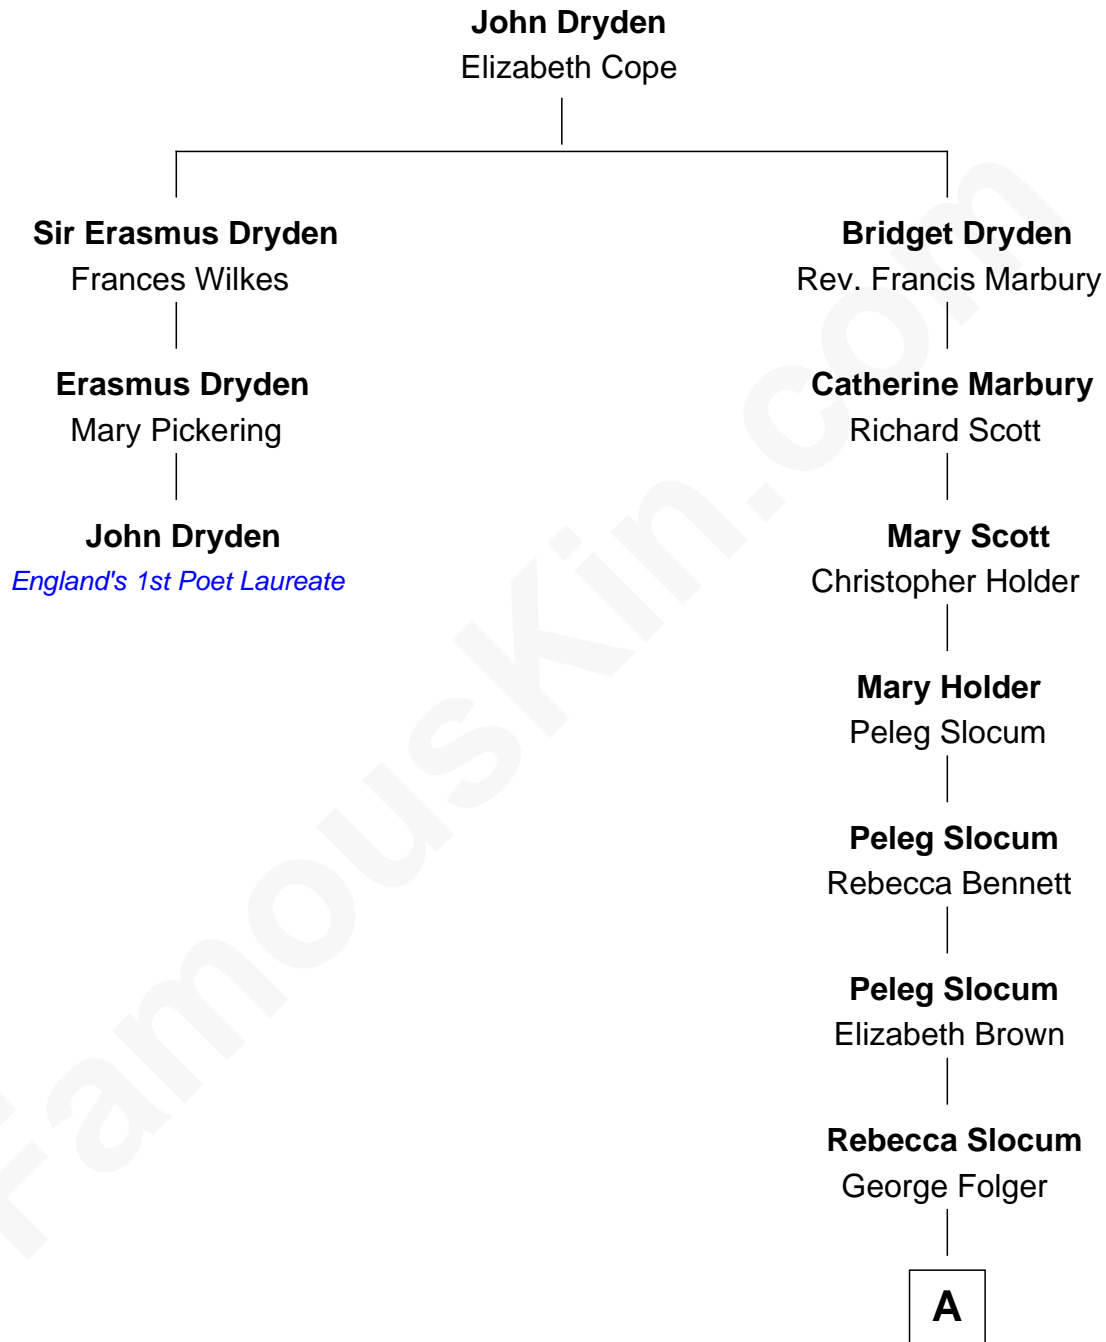 John Dryden
Elizabeth Cope
Sir Erasmus Dryden
Frances Wilkes
Erasmus Dryden
Mary Pickering
John Dryden
England's 1st Poet Laureate
Bridget Dryden
Rev. Francis Marbury
Catherine Marbury
Richard Scott
Mary Scott
Christopher Holder
Mary Holder
Peleg Slocum
Peleg Slocum
Rebecca Bennett
Peleg Slocum
Elizabeth Brown
Rebecca Slocum
George Folger
A
FamousKin.com